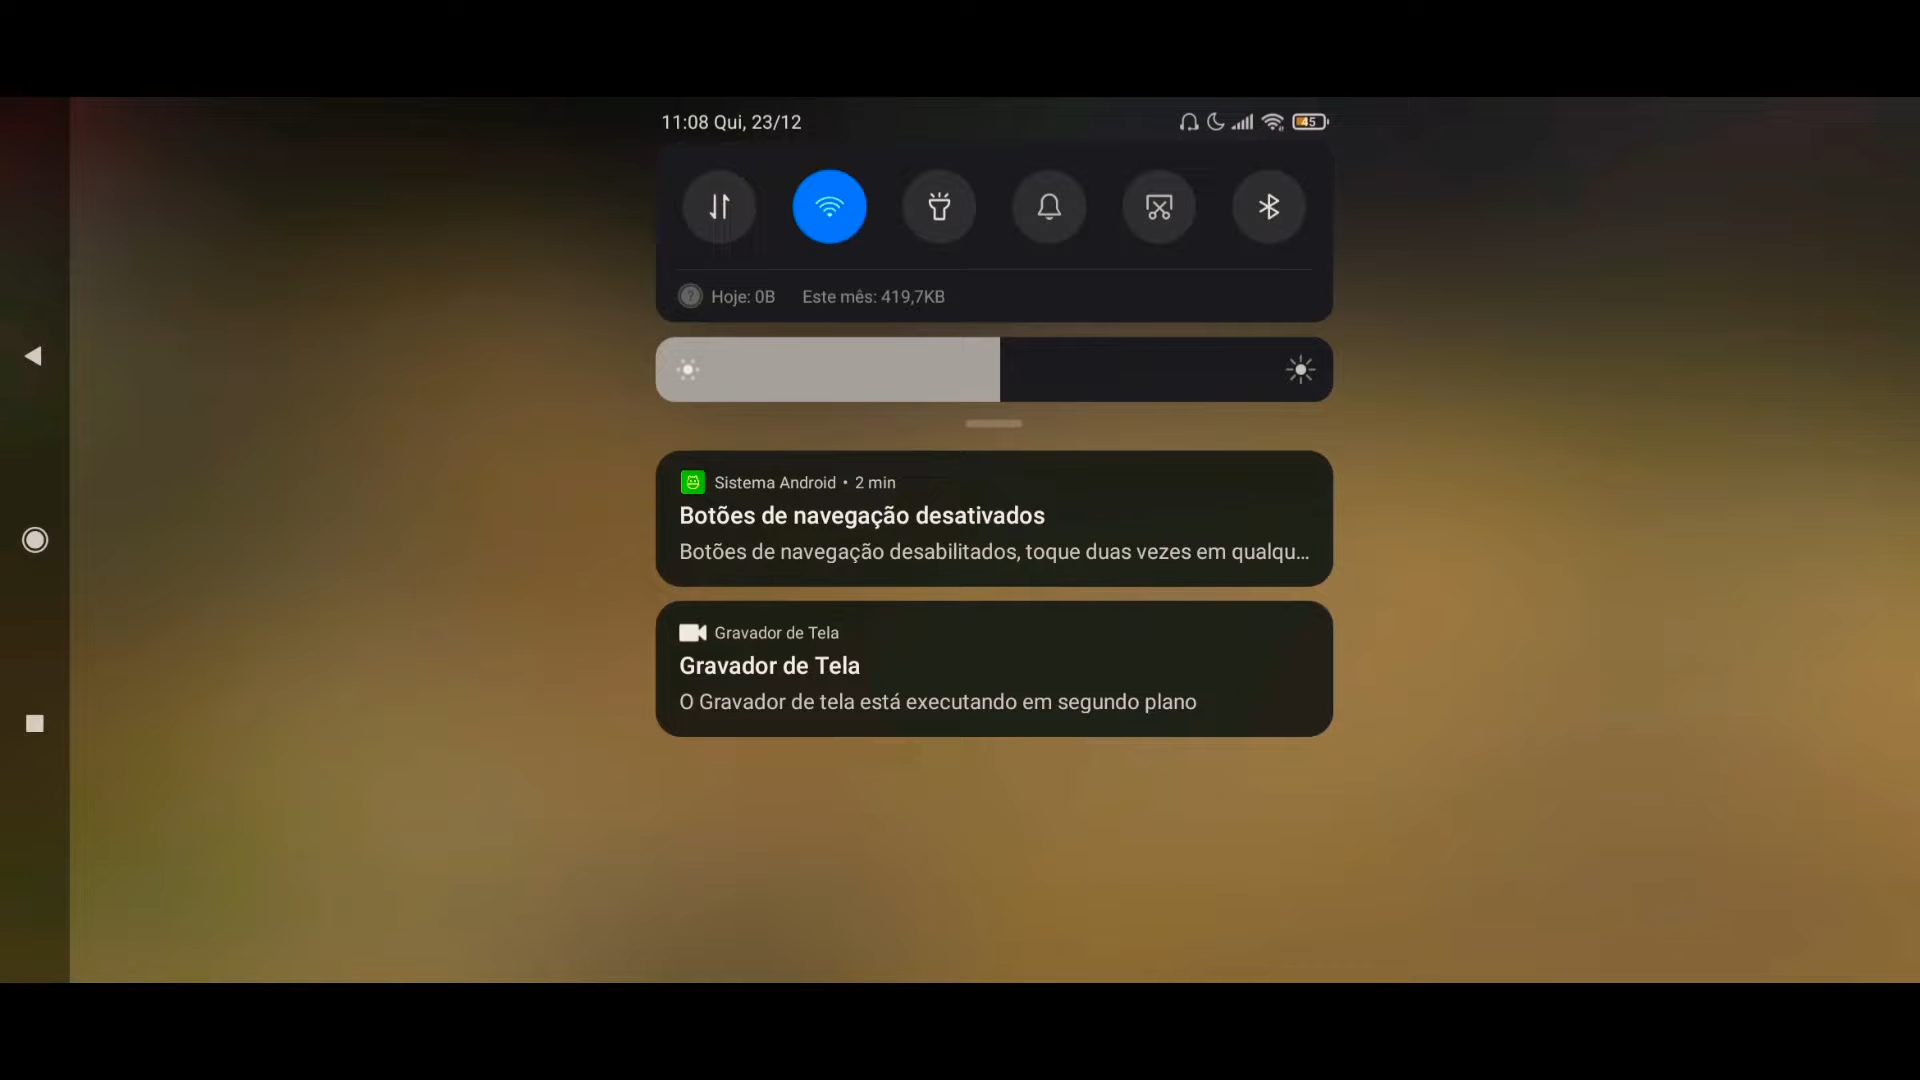 11:08 Qui, 23/12
45
Hoje: 0B Este mês: 419,7KB
Sistema Android • 2 min
Botões de navegação desativados
Botões de navegação desabilitados, toque duas vezes em qualqu...
Gravador de Tela
Gravador de Tela
O Gravador de tela está executando em segundo plano